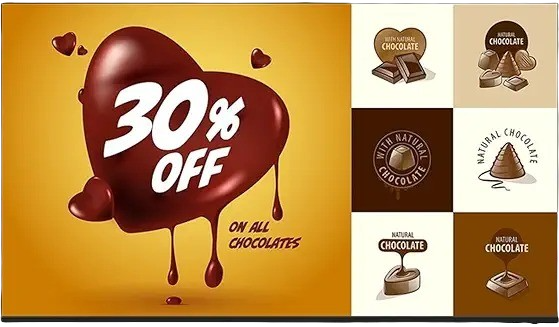 30%
OFF
ON ALL
CHOCOLATES
WITH NATURAL
CHOCOLATE
NATURAL
CHOCOLATE
WITH NATURAL
CHOCOLATE
NATURAL CHOCOLATE
NATURAL
CHOCOLATE
NATURAL
CHOCOLATE